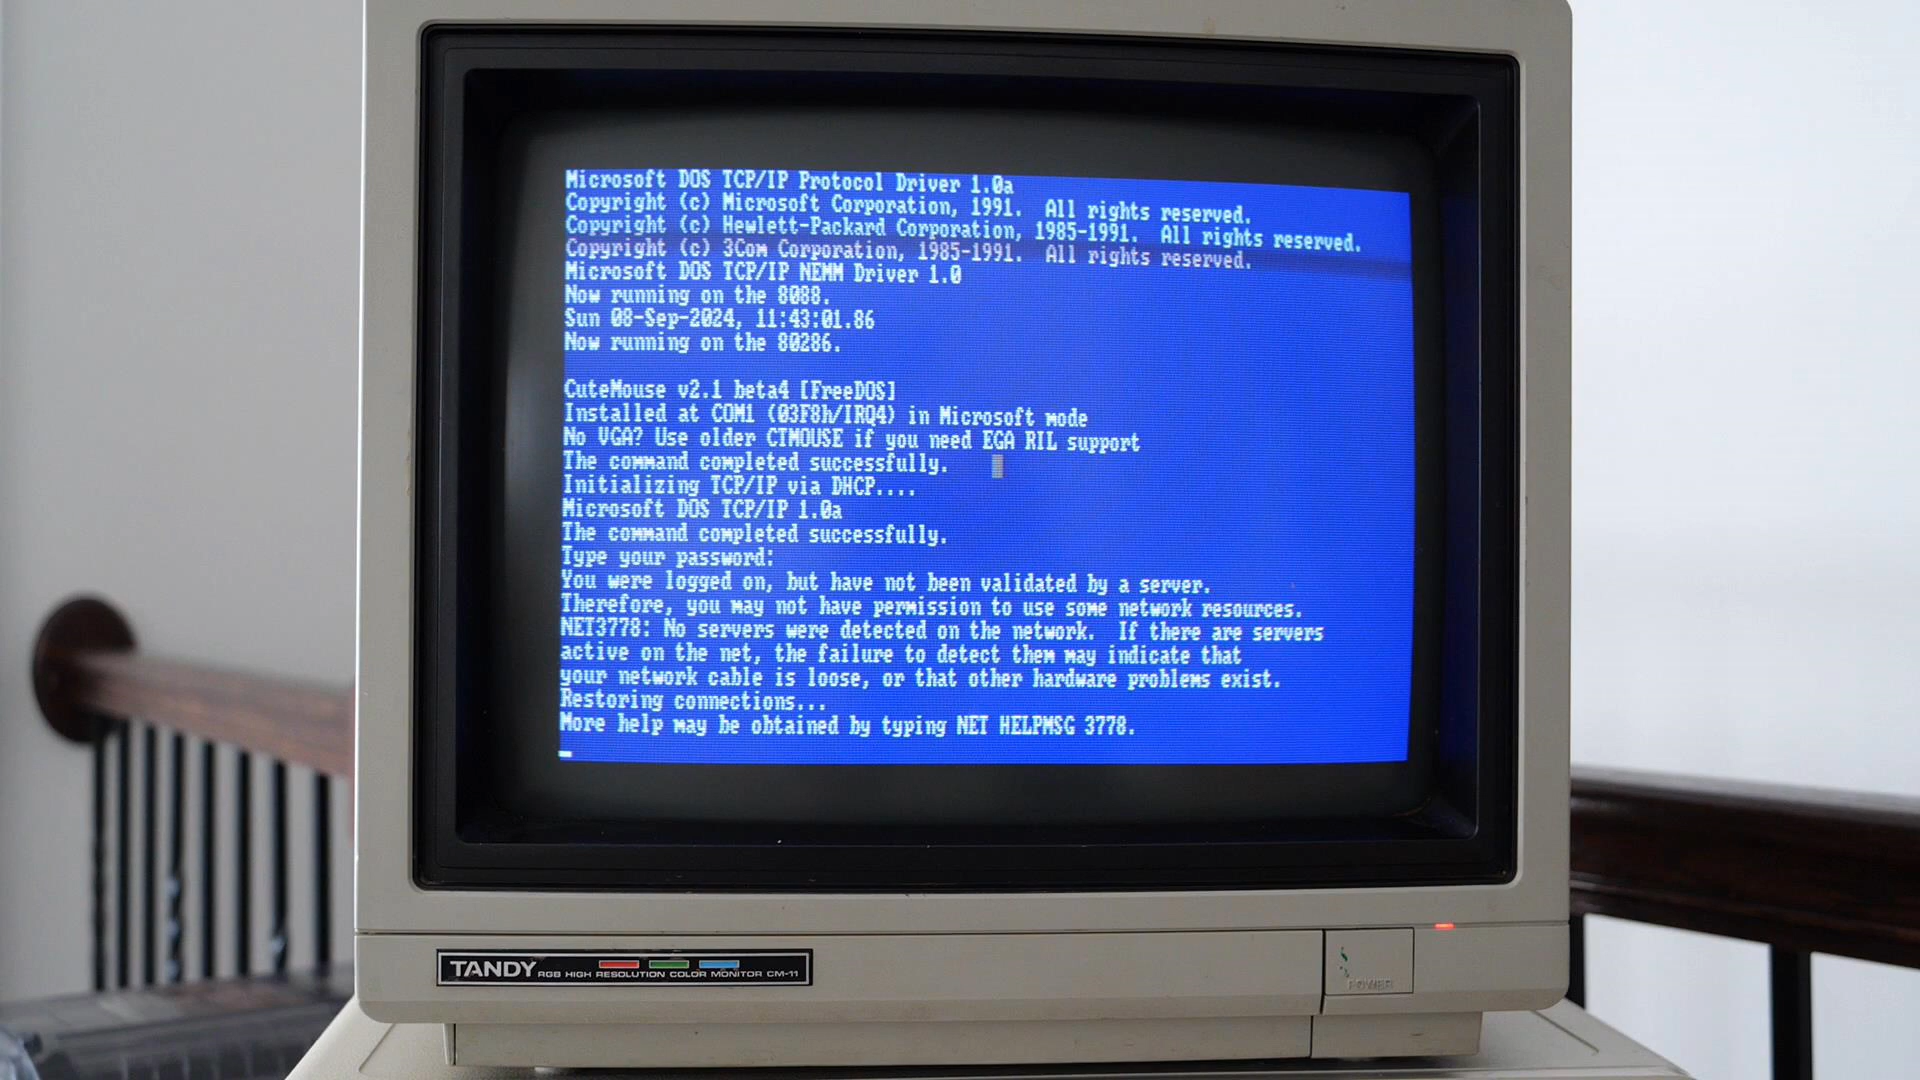 Microsoft DOS TCP/IP Protocol Driver 1.0a
Copyright (c) Microsoft Corporation, 1991.  All rights reserved.
Copyright (c) Hewlett-Packard Corporation, 1985-1991.  All rights reserved.
Copyright (c) 3Com Corporation, 1985-1991.  All rights reserved.
Microsoft DOS TCP/IP NEMM Driver 1.0
Now running on the 8088.
Sun 08-Sep-2024, 11:43:01.86
Now running on the 80286.
CuteMouse v2.1 beta4 [FreeDOS]
Installed at COM1 (03F8h/IRQ4) in Microsoft mode
No VGA? Use older CTMOUSE if you need EGA RIL support
The command completed successfully.
Initializing TCP/IP via DHCP....
Microsoft DOS TCP/IP 1.0a
The command completed successfully.
Type your password:
You were logged on, but have not been validated by a server.
Therefore, you may not have permission to use some network resources.
NET3778: No servers were detected on the network.  If there are servers
active on the net, the failure to detect them may indicate that
your network cable is loose, or that other hardware problems exist.
Restoring connections...
More help may be obtained by typing NET HELPMSG 3778.
TANDY RGB HIGH RESOLUTION COLOR MONITOR CM-11
POWER